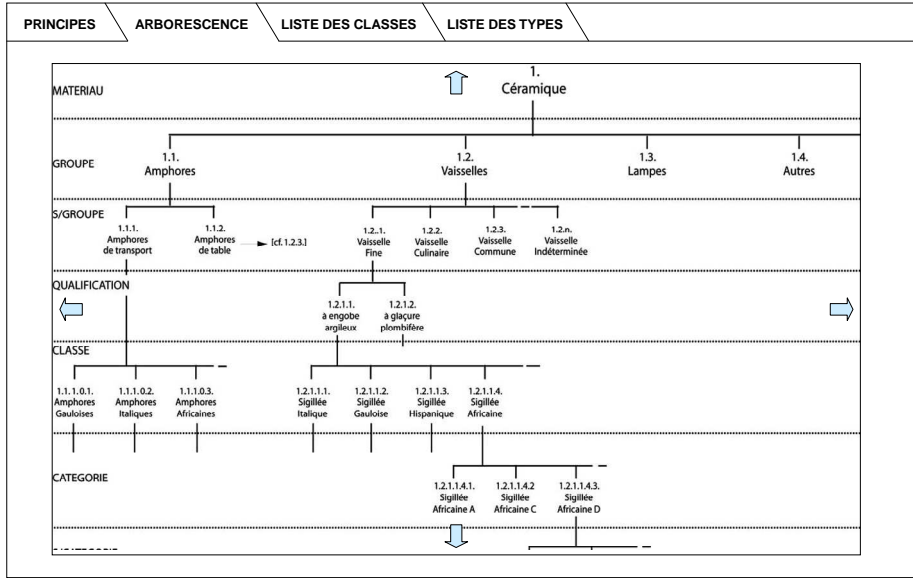 PRINCIPES ARBORESCENCE LISTE DES CLASSES LISTE DES TYPES
MATERIAU
1.
Céramique
GROUPE
1.1.
Amphores
1.2.
Vaisselles
1.3.
Lampes
1.4.
Autres
S/GROUPE
1.1.1.
Amphores
de transport
1.1.2.
Amphores
de table
[cf. 1.2.3.]
1.2..1.
Vaisselle
Fine
1.2.2.
Vaisselle
Culinaire
1.2.3.
Vaisselle
Commune
1.2.n.
Vaisselle
Indéterminée
QUALIFICATION
1.2.1.1.
à engobe
argileux
1.2.1.2.
à glaçure
plombifère
CLASSE
1.1.1.0.1.
Amphores
Gauloises
1.1.1.0.2.
Amphores
Italiques
1.1.1.0.3.
Amphores
Africaines
1.2.1.1.1.
Sigillée
Italique
1.2.1.1.2.
Sigillée
Gauloise
1.2.1.1.3.
Sigillée
Hispanique
1.2.1.1.4.
Sigillée
Africaine
CATEGORIE
1.2.1.1.4.1.
Sigillée
Africaine A
1.2.1.1.4.2
Sigillée
Africaine C
1.2.1.1.4.3.
Sigillée
Africaine D